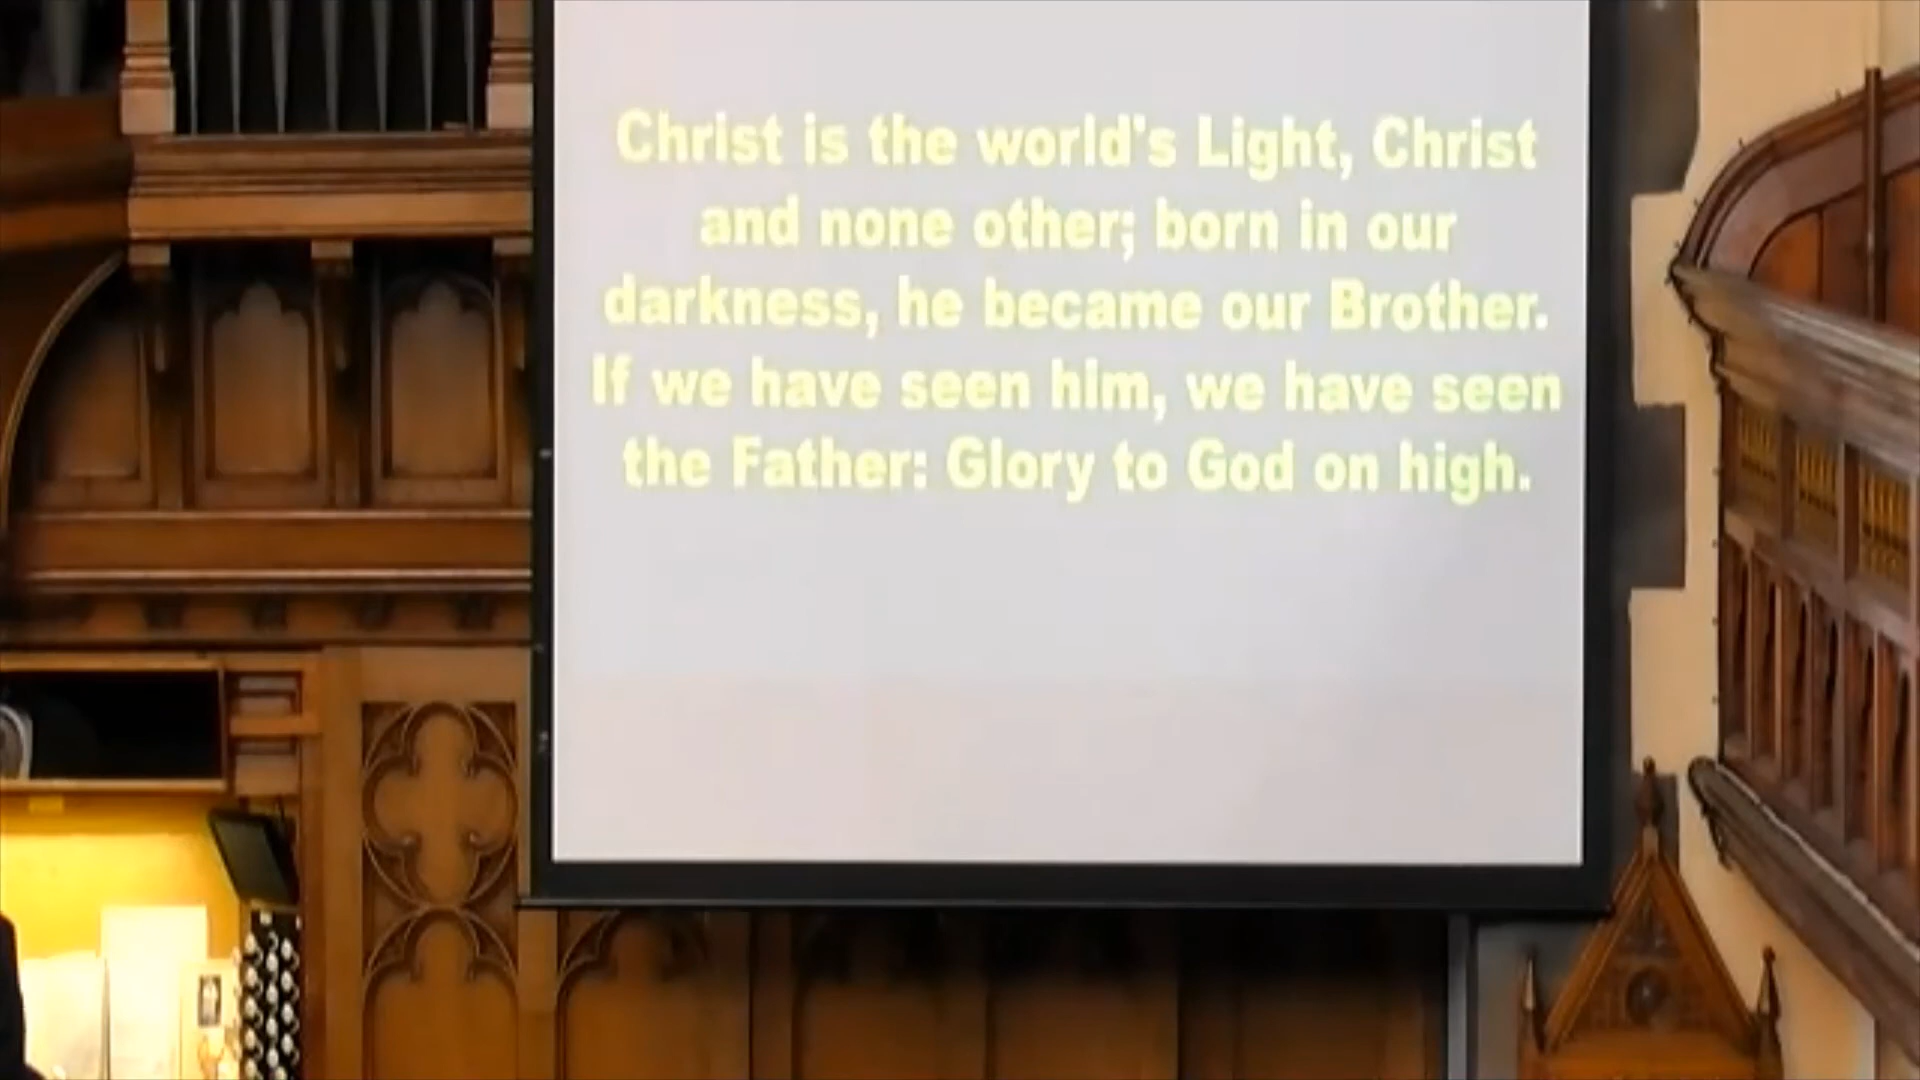 Christ is the world's Light, Christ
and none other; born in our
darkness, he became our Brother.
If we have seen him, we have seen
the Father: Glory to God on high.